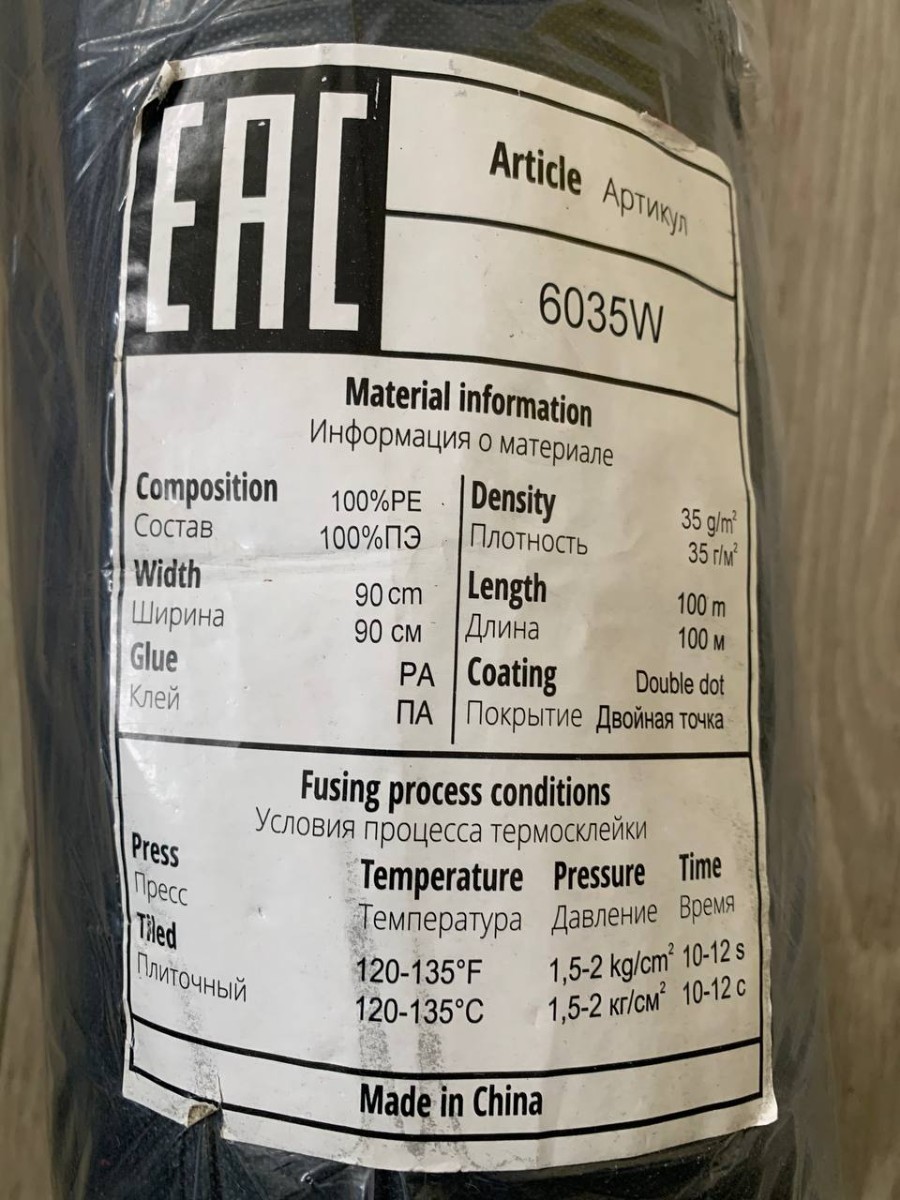 EAC
Article Артикул
6035W
Material information
Информация о материале
Composition 100%PE
Состав 100%ПЭ
Width 90 cm
Ширина 90 см
Glue PA
Клей ПА
Density 35 g/m²
Плотность 35 г/м²
Length 100 m
Длина 100 м
Coating Double dot
Покрытие Двойная точка
Fusing process conditions
Условия процесса термосклейки
Press
Пресс
Tiled
Плиточный
Temperature Pressure Time
Температура Давление Время
120-135°F 1,5-2 kg/cm² 10-12 s
120-135°C 1,5-2 кг/см² 10-12 с
Made in China